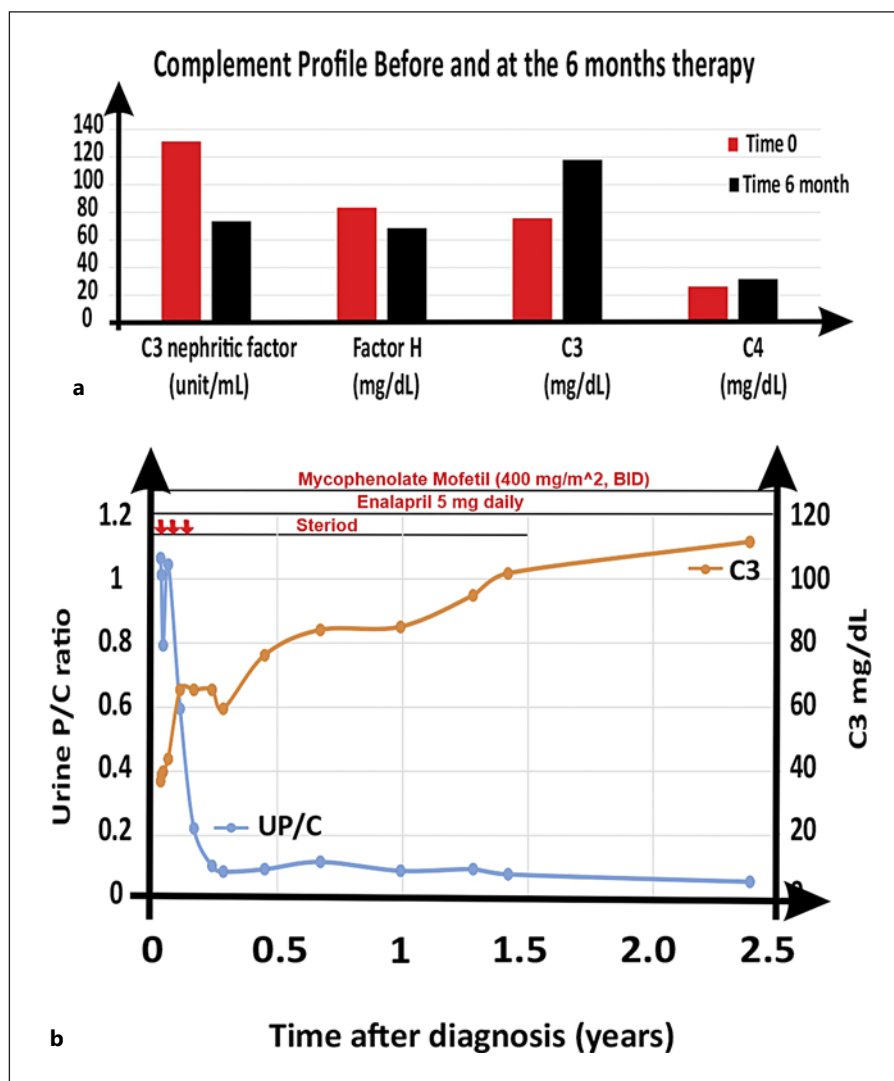 Complement Profile Before and at the 6 months therapy
140
120
100
80
60
40
20
0
Time 0
Time 6 month
C3 nephritic factor
(unit/mL)
Factor H
(mg/dL)
C3
(mg/dL)
C4
(mg/dL)
a
Mycophenolate Mofetil (400 mg/m^2, BID)
Enalapril 5 mg daily
Steriod
Urine P/C ratio
1.2
1
0.8
0.6
0.4
0.2
0
C3
UP/C
120
100
80
60
40
20
0
C3 mg/dL
0 0.5 1 1.5 2.0 2.5
b
Time after diagnosis (years)